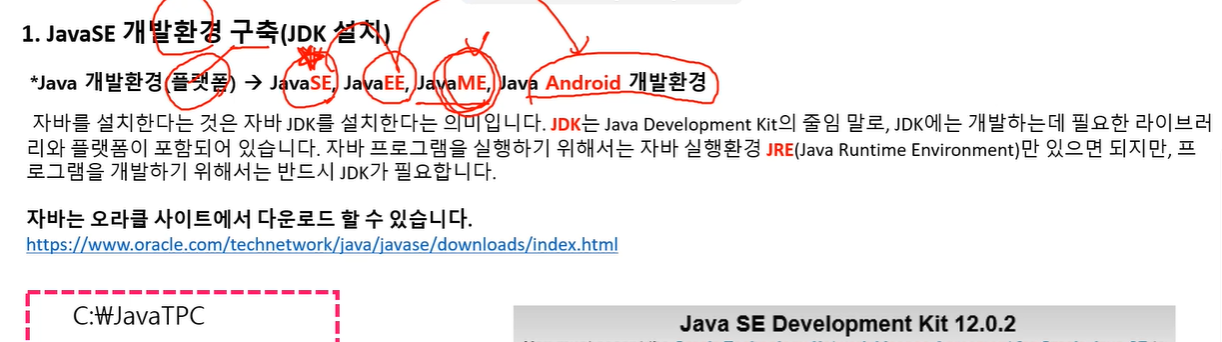 1. JavaSE 개발환경 구축(JDK 설치)
*Java 개발환경(플랫폼) → JavaSE, JavaEE, JavaME, Java Android 개발환경
자바를 설치한다는 것은 자바 JDK를 설치한다는 의미입니다. JDK는 Java Development Kit의 줄임 말로, JDK에는 개발하는데 필요한 라이브러
리와 플랫폼이 포함되어 있습니다. 자바 프로그램을 실행하기 위해서는 자바 실행환경 JRE(Java Runtime Environment)만 있으면 되지만, 프
로그램을 개발하기 위해서는 반드시 JDK가 필요합니다.
자바는 오라클 사이트에서 다운로드 할 수 있습니다.
https://www.oracle.com/technetwork/java/javase/downloads/index.html
C:₩JavaTPC
Java SE Development Kit 12.0.2